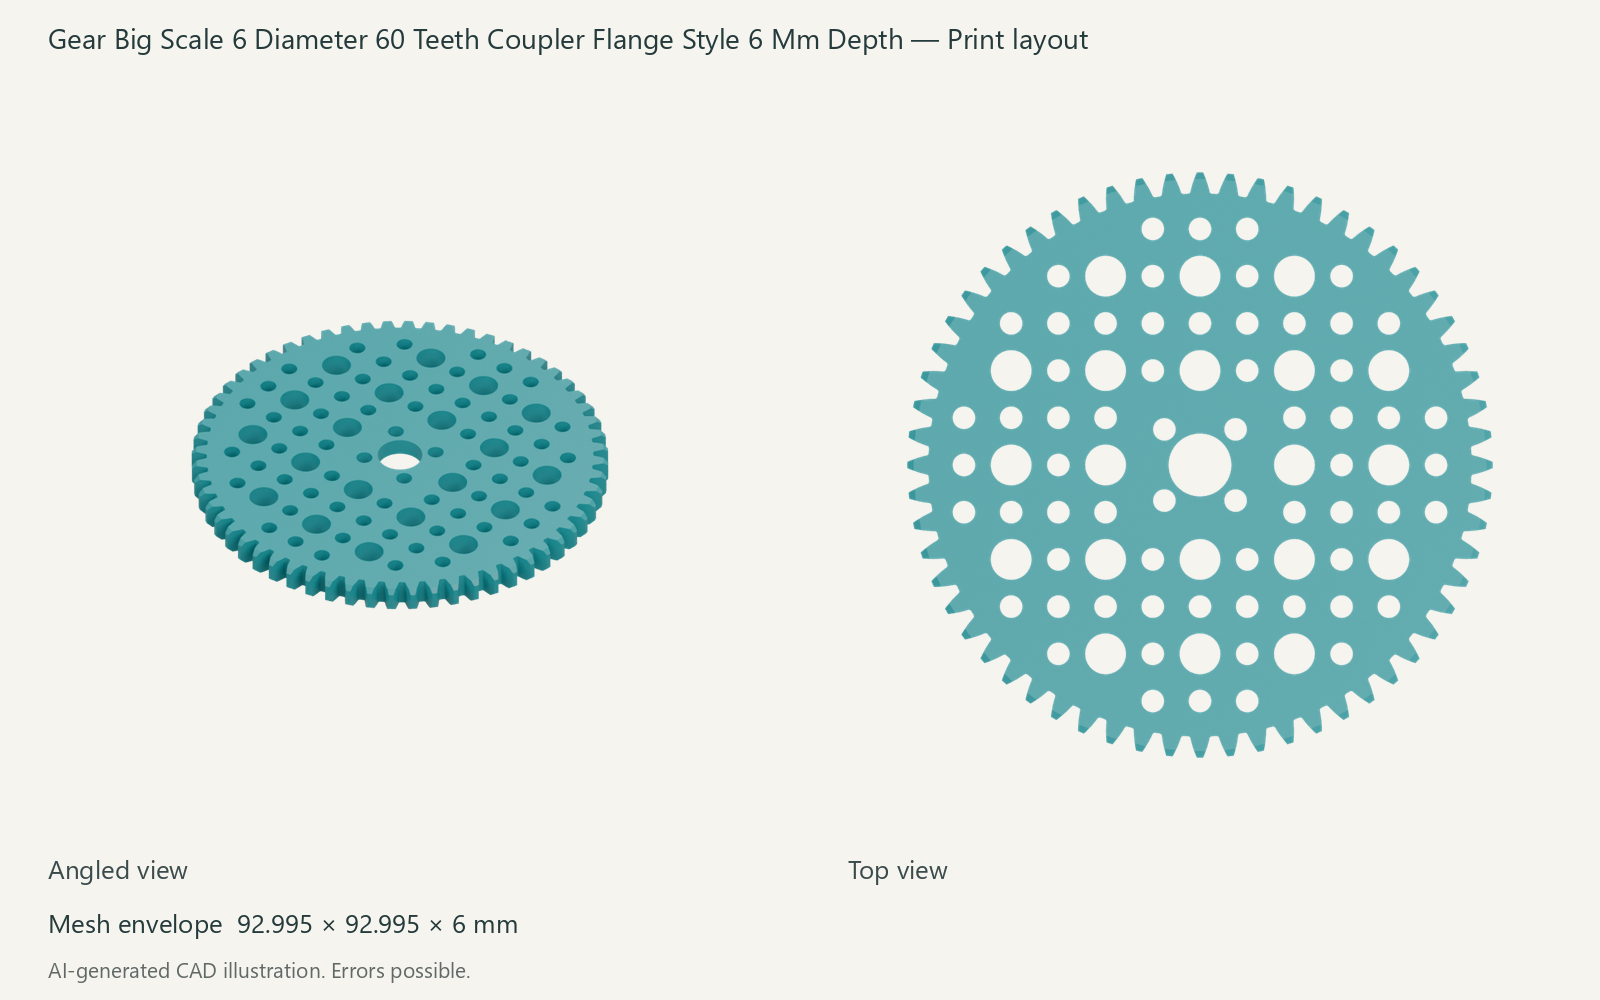 Gear Big Scale 6 Diameter 60 Teeth Coupler Flange Style 6 Mm Depth — Print layout
Angled view
Top view
Mesh envelope 92.995 × 92.995 × 6 mm
AI-generated CAD illustration. Errors possible.